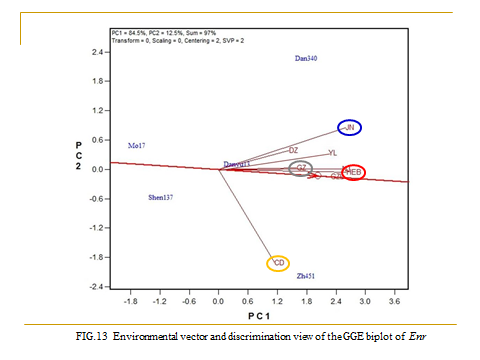 PC1 = 84.5%, PC2 = 12.5%, Sum = 97%
Transform = 0, Scaling = 0, Centering = 2, SVP = 2
2.4
Dan340
1.8
1.2
JN
P
C
2
0.6
Mo17
DZ
YL
Danyu13
0.0
GZ
HEB
-0.6
Shen137
-1.2
-1.8
CD
Zh451
-2.4
-1.8 -1.2 -0.6 0.0 0.6 1.2 1.8 2.4 3.0 3.6
PC1
FIG.13 Environmental vector and discrimination view of the GGE biplot of Enr